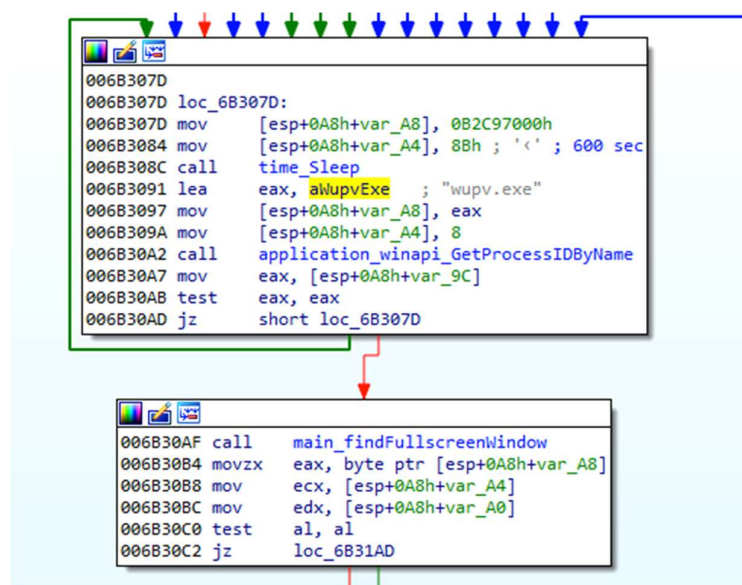 006B307D
006B307D loc_6B307D:
006B307D mov     [esp+0A8h+var_A8], 0B2C97000h
006B3084 mov     [esp+0A8h+var_A4], 8Bh ; '‹' ; 600 sec
006B308C call    time_Sleep
006B3091 lea     eax, aWupvExe   ; "wupv.exe"
006B3097 mov     [esp+0A8h+var_A8], eax
006B309A mov     [esp+0A8h+var_A4], 8
006B30A2 call    application_winapi_GetProcessIDByName
006B30A7 mov     eax, [esp+0A8h+var_9C]
006B30AB test    eax, eax
006B30AD jz      short loc_6B307D
006B30AF call    main_findFullscreenWindow
006B30B4 movzx   eax, byte ptr [esp+0A8h+var_A8]
006B30B8 mov     ecx, [esp+0A8h+var_A4]
006B30BC mov     edx, [esp+0A8h+var_A0]
006B30C0 test    al, al
006B30C2 jz      loc_6B31AD